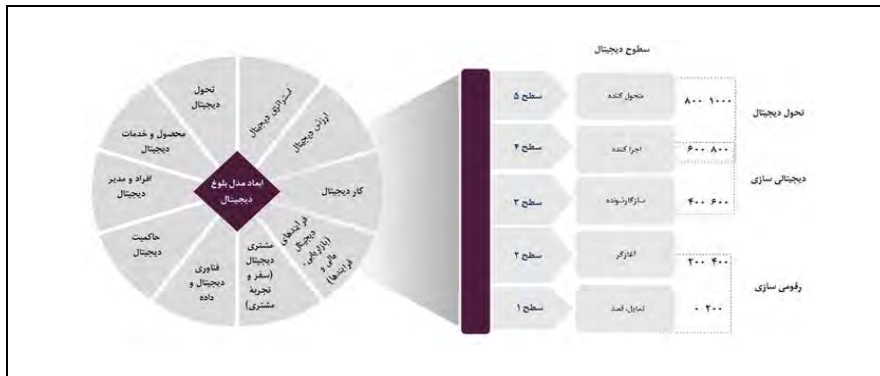 سطوح دیجیتال
تحول
دیجیتال
استراتژی دیجیتال
ارزش دیجیتال
کار دیجیتال
فرایندهای
دیجیتال
(بازاریابی،
مالی و
فرایندها)
مشتری
دیجیتال
(سفر و
تجربه
مشتری)
فناوری
دیجیتال و
داده
حاکمیت
دیجیتال
افراد و مدیر
دیجیتال
محصول و خدمات
دیجیتال
ابعاد مدل بلوغ
دیجیتال
سطح ۵
متحول کننده
۸۰۰ ۱۰۰۰
تحول دیجیتال
سطح ۴
اجرا کننده
۶۰۰ ۸۰۰
دیجیتالی سازی
سطح ۳
سازگارشونده
۴۰۰ ۶۰۰
سطح ۲
آغازگر
۲۰۰ ۴۰۰
رقومی سازی
سطح ۱
تمایل، قصد
۰ ۲۰۰